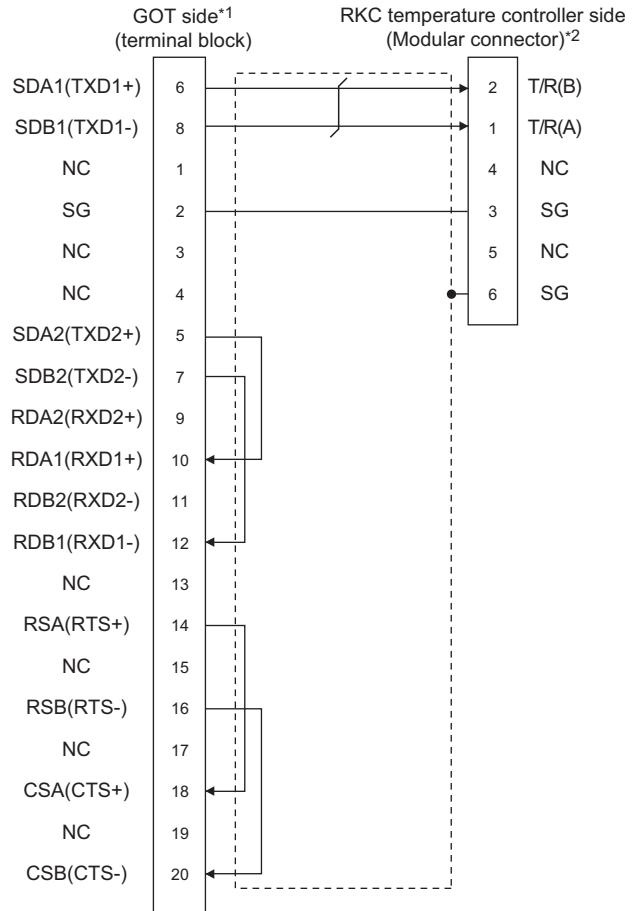 GOT side*1 RKC temperature controller side
(terminal block) (Modular connector)*2
SDA1(TXD1+) 6 2 T/R(B)
SDB1(TXD1-) 8 1 T/R(A)
NC 1 4 NC
SG 2 3 SG
NC 3 5 NC
NC 4 6 SG
SDA2(TXD2+) 5
SDB2(TXD2-) 7
RDA2(RXD2+) 9
RDA1(RXD1+) 10
RDB2(RXD2-) 11
RDB1(RXD1-) 12
NC 13
RSA(RTS+) 14
NC 15
RSB(RTS-) 16
NC 17
CSA(CTS+) 18
NC 19
CSB(CTS-) 20